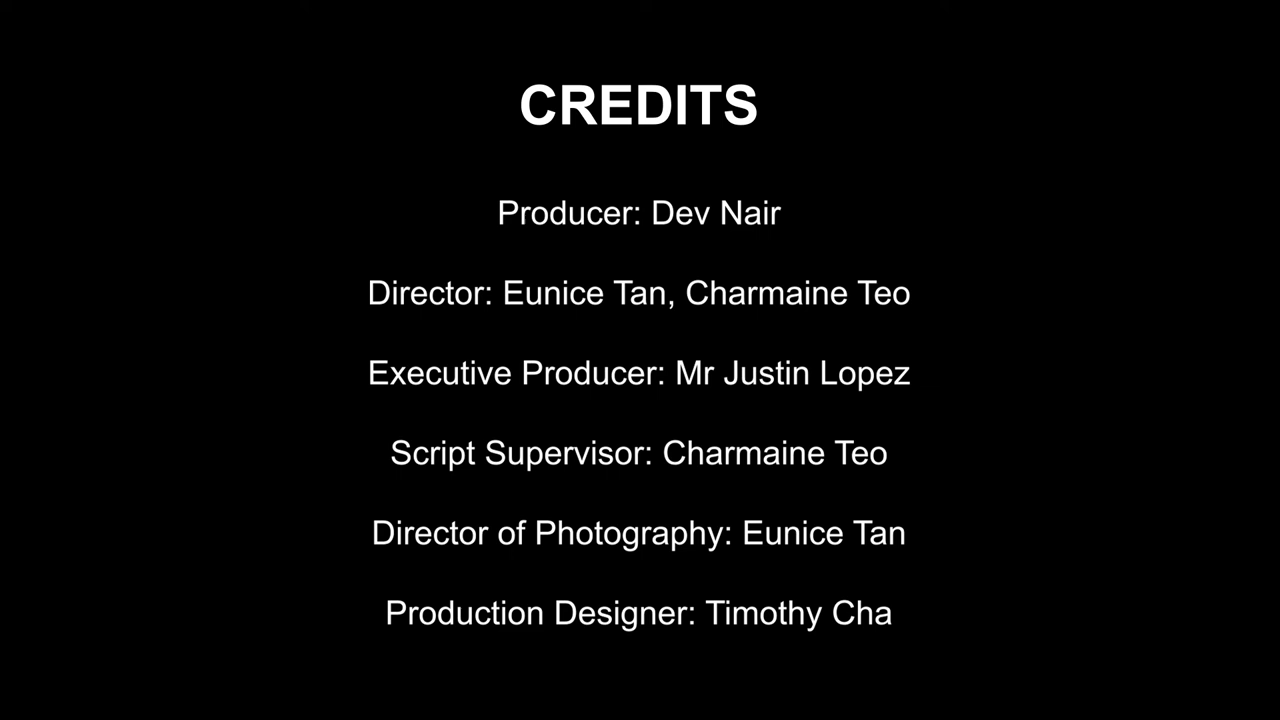 CREDITS
Producer: Dev Nair
Director: Eunice Tan, Charmaine Teo
Executive Producer: Mr Justin Lopez
Script Supervisor: Charmaine Teo
Director of Photography: Eunice Tan
Production Designer: Timothy Cha